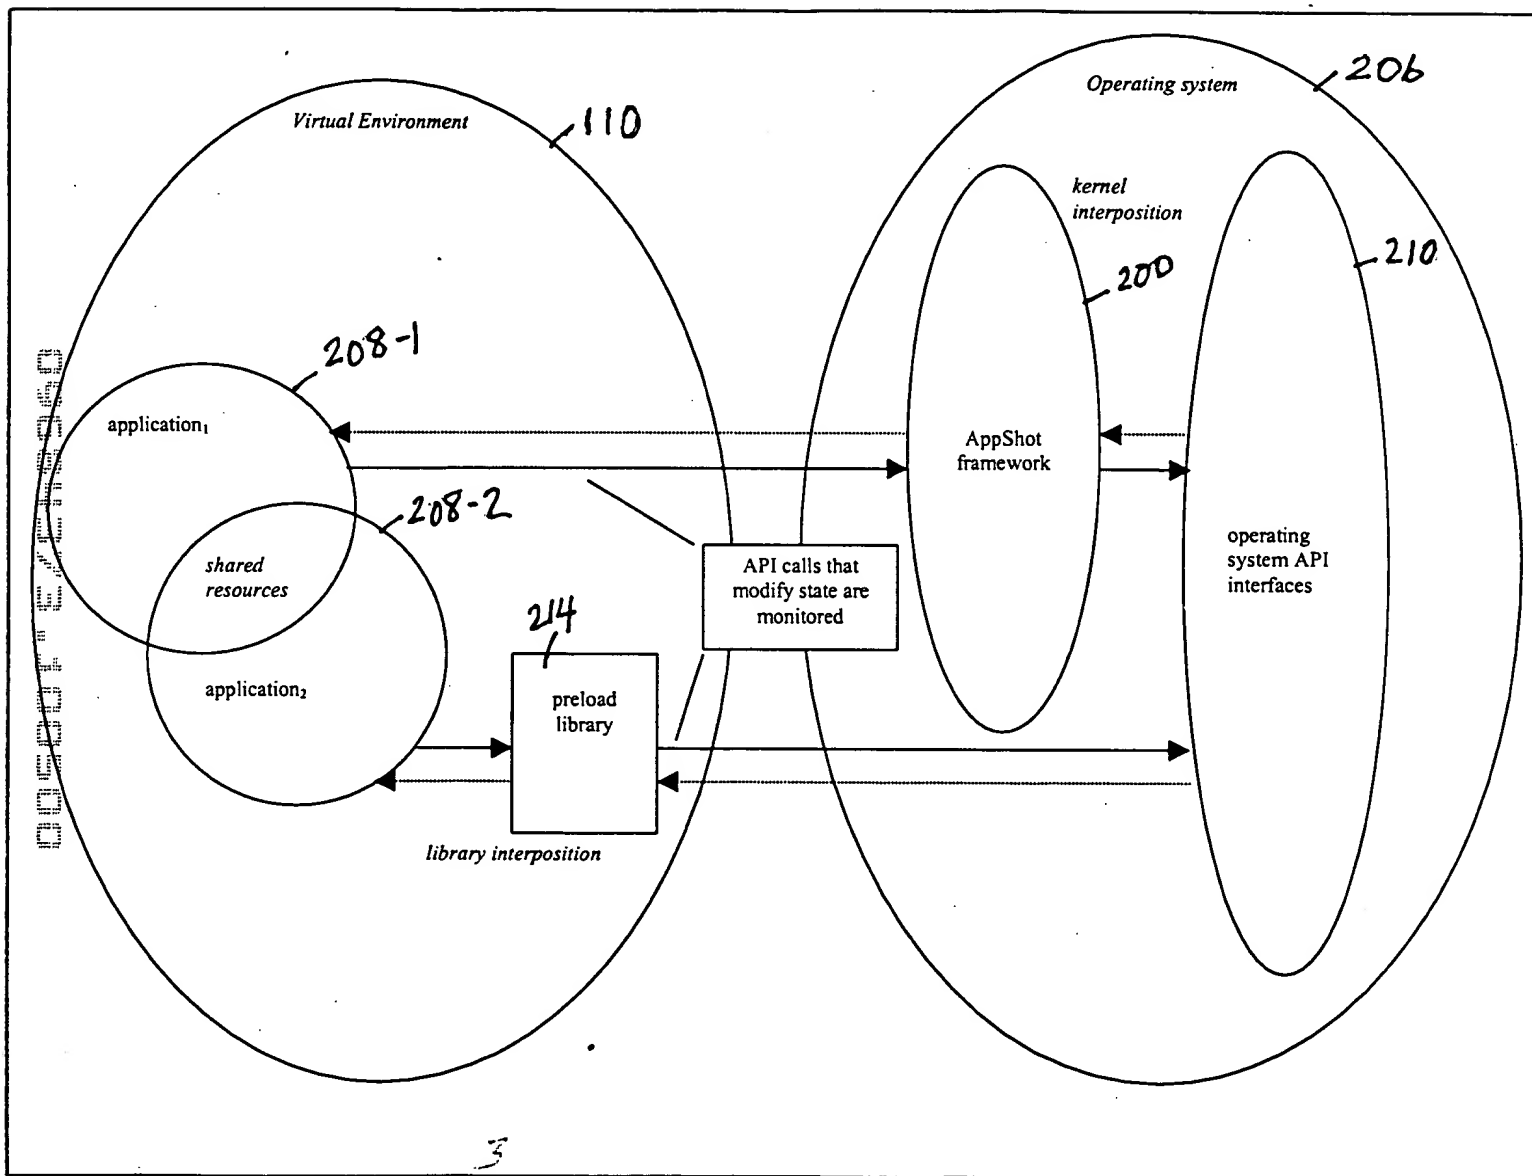 Virtual Environment
110
Operating system
206
kernel
interposition
200
210
208-1
application₁
AppShot
framework
208-2
shared
resources
API calls that
modify state are
monitored
operating
system API
interfaces
214
application₂
preload
library
library interposition
3